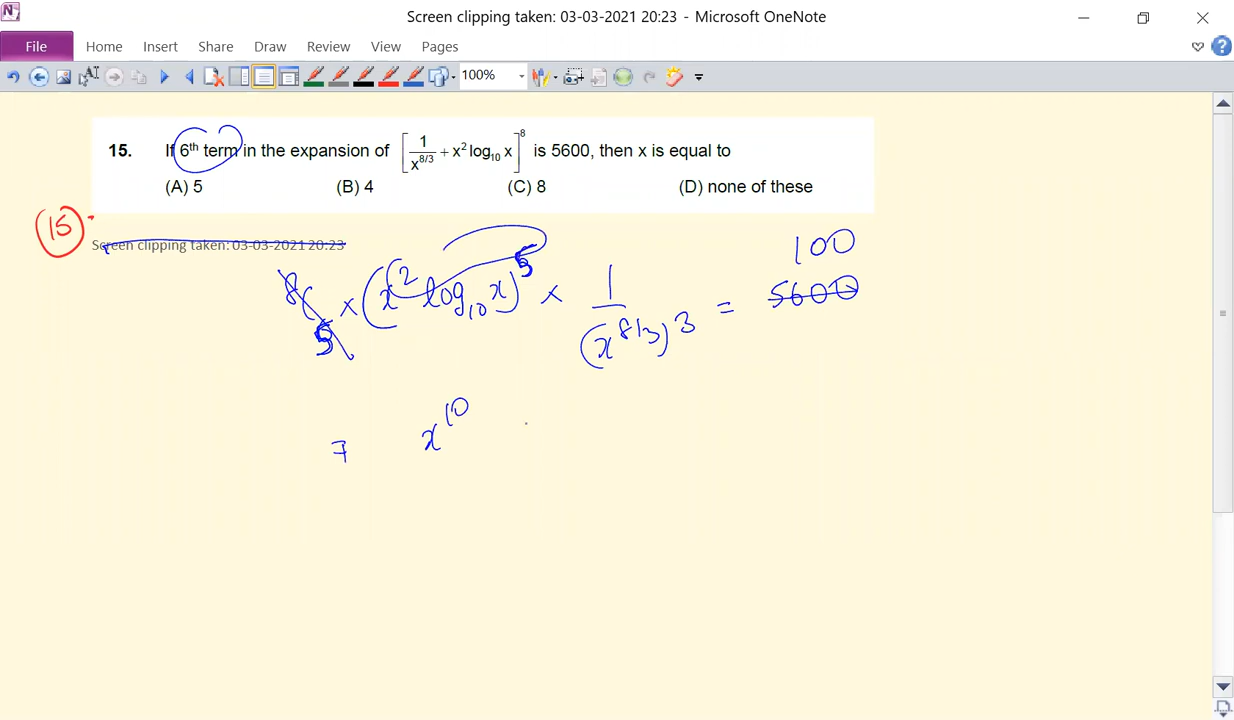 Screen clipping taken: 03-03-2021 20:23 - Microsoft OneNote
File Home Insert Share Draw Review View Pages
100%
15. If 6th term in the expansion of [1/x^8/3 + x² log₁₀ x]^8 is 5600, then x is equal to
(A) 5 (B) 4 (C) 8 (D) none of these
(15)
Screen clipping taken: 03-03-2021 20:23
100
8C5 × (x² log₁₀ x)^5 × 1/(x^8/3)^3 = 5600
7 x^10